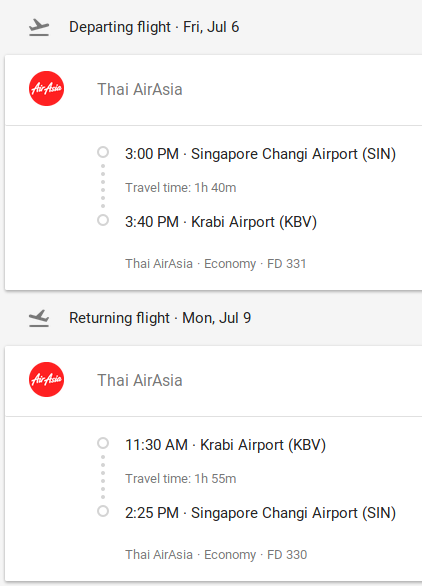 Departing flight · Fri, Jul 6
AirAsia
Thai AirAsia
3:00 PM · Singapore Changi Airport (SIN)
Travel time: 1h 40m
3:40 PM · Krabi Airport (KBV)
Thai AirAsia · Economy · FD 331
Returning flight · Mon, Jul 9
AirAsia
Thai AirAsia
11:30 AM · Krabi Airport (KBV)
Travel time: 1h 55m
2:25 PM · Singapore Changi Airport (SIN)
Thai AirAsia · Economy · FD 330